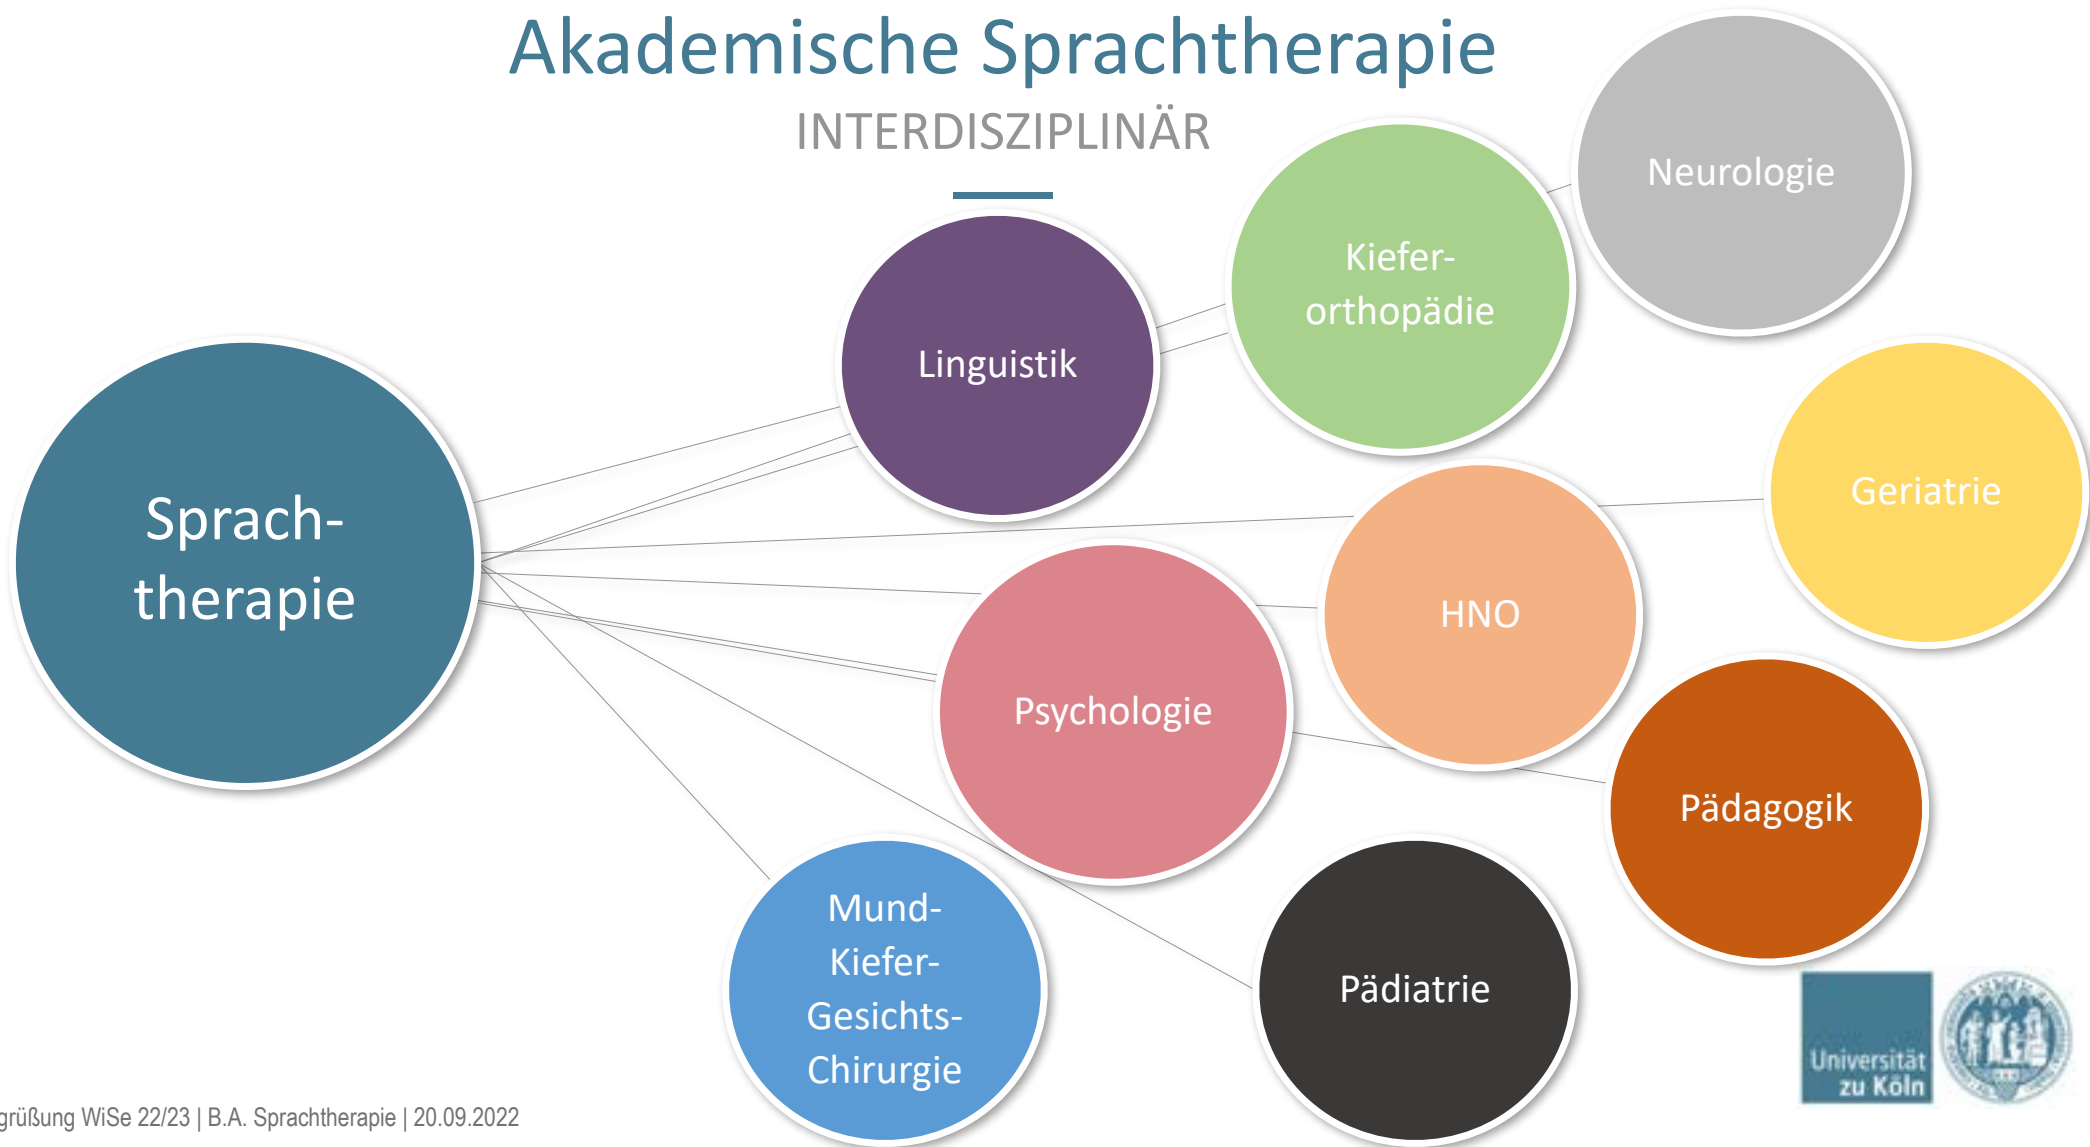 Akademische Sprachtherapie
INTERDISZIPLINÄR
Neurologie
Kiefer-
orthopädie
Linguistik
Geriatrie
Sprach-
therapie
HNO
Psychologie
Pädagogik
Mund-
Kiefer-
Gesichts-
Chirurgie
Pädiatrie
Universität
zu Köln
grüßung WiSe 22/23 | B.A. Sprachtherapie | 20.09.2022